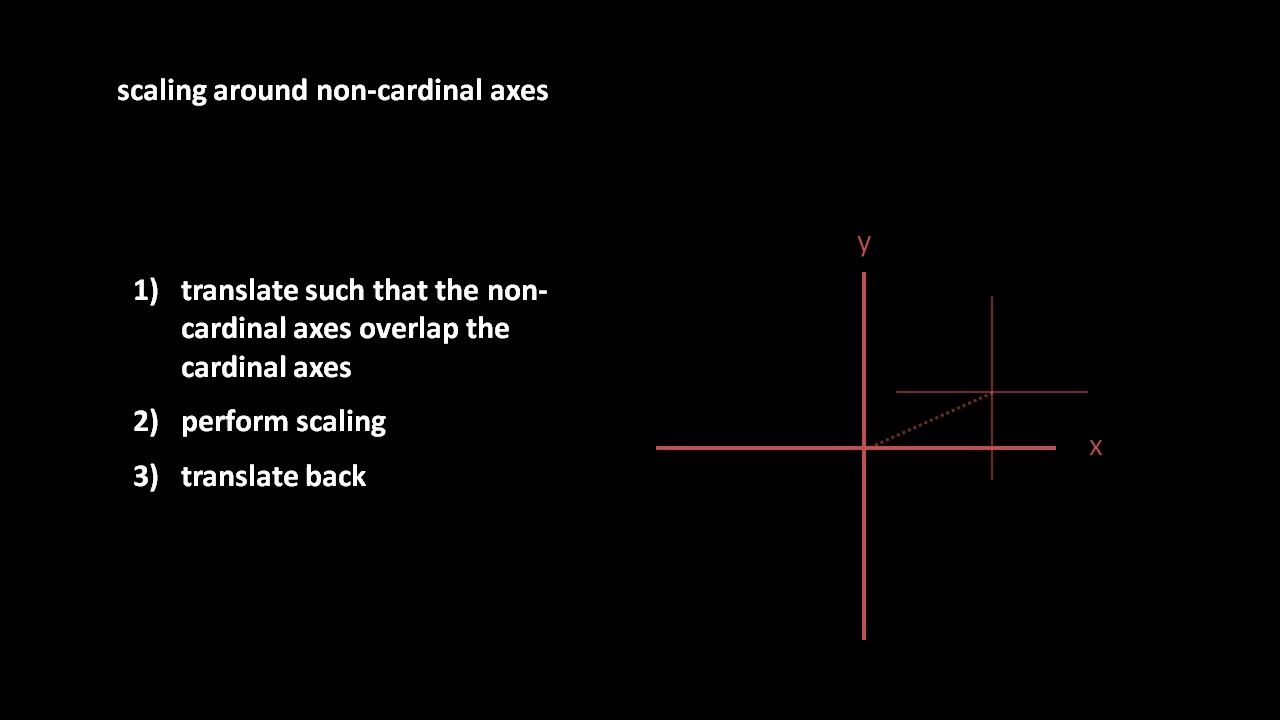 scaling around non-cardinal axes
y
1) translate such that the non-
cardinal axes overlap the
cardinal axes
2) perform scaling
x
3) translate back